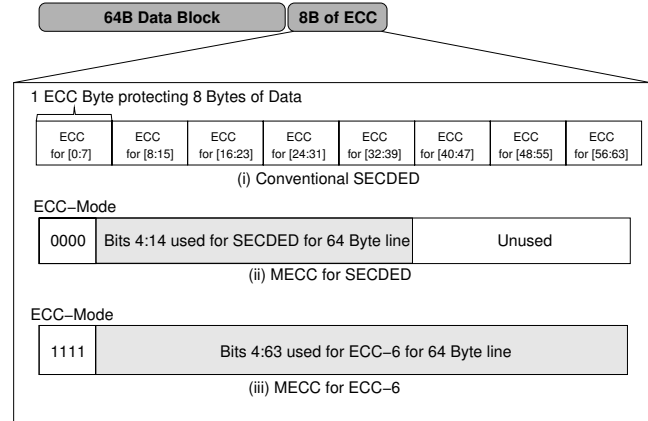 64B Data Block 8B of ECC
1 ECC Byte protecting 8 Bytes of Data
ECC ECC ECC ECC ECC ECC ECC ECC
for [0:7] for [8:15] for [16:23] for [24:31] for [32:39] for [40:47] for [48:55] for [56:63]
(i) Conventional SECDED
ECC−Mode
0000 Bits 4:14 used for SECDED for 64 Byte line Unused
(ii) MECC for SECDED
ECC−Mode
1111 Bits 4:63 used for ECC−6 for 64 Byte line
(iii) MECC for ECC−6